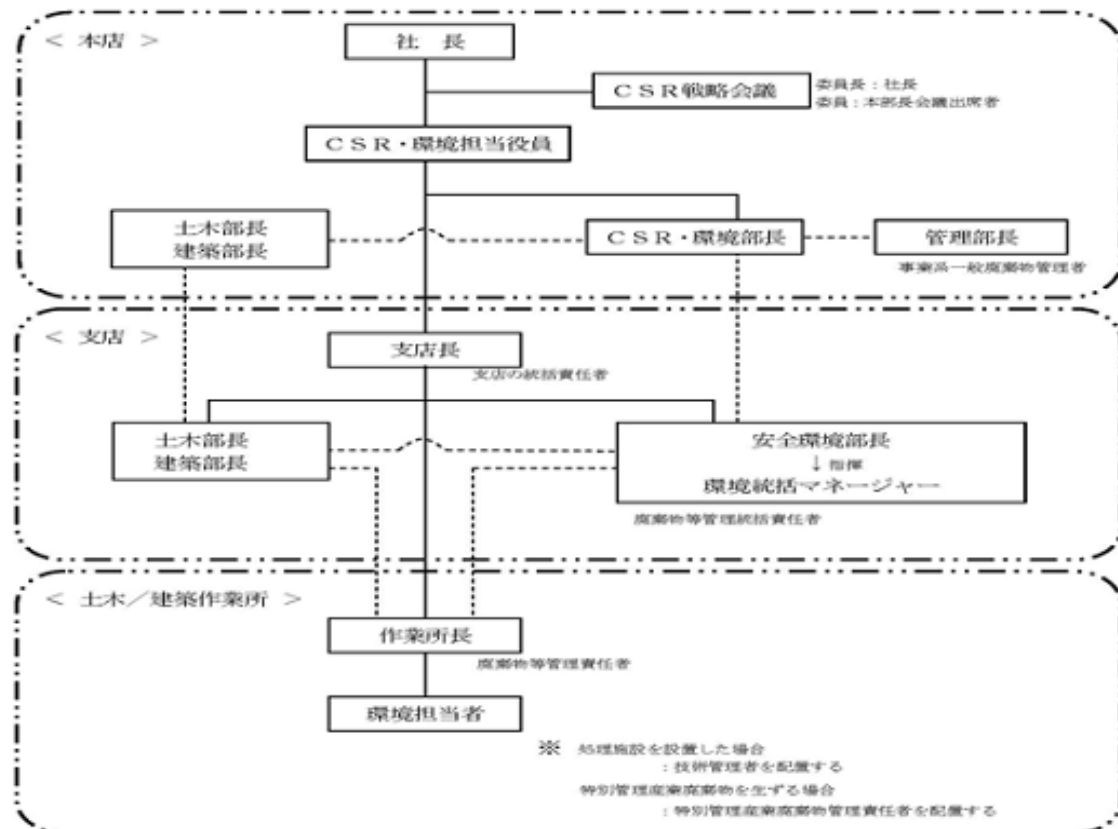 < 本店 >
社 長
CSR戦略会議
委員長：社長
委員：本部長会議出席者
CSR・環境担当役員
土木部長
建築部長
CSR・環境部長
管理部長
事業系一般廃棄物管理者
< 支店 >
支店長
支店の統括責任者
土木部長
建築部長
安全環境部長
↓指揮
環境統括マネージャー
廃棄物等管理統括責任者
< 土木／建築作業所 >
作業所長
廃棄物等管理責任者
環境担当者
※ 処理施設を設置した場合
：技術管理者を配置する
特別管理産業廃棄物を生ずる場合
：特別管理産業廃棄物管理責任者を配置する